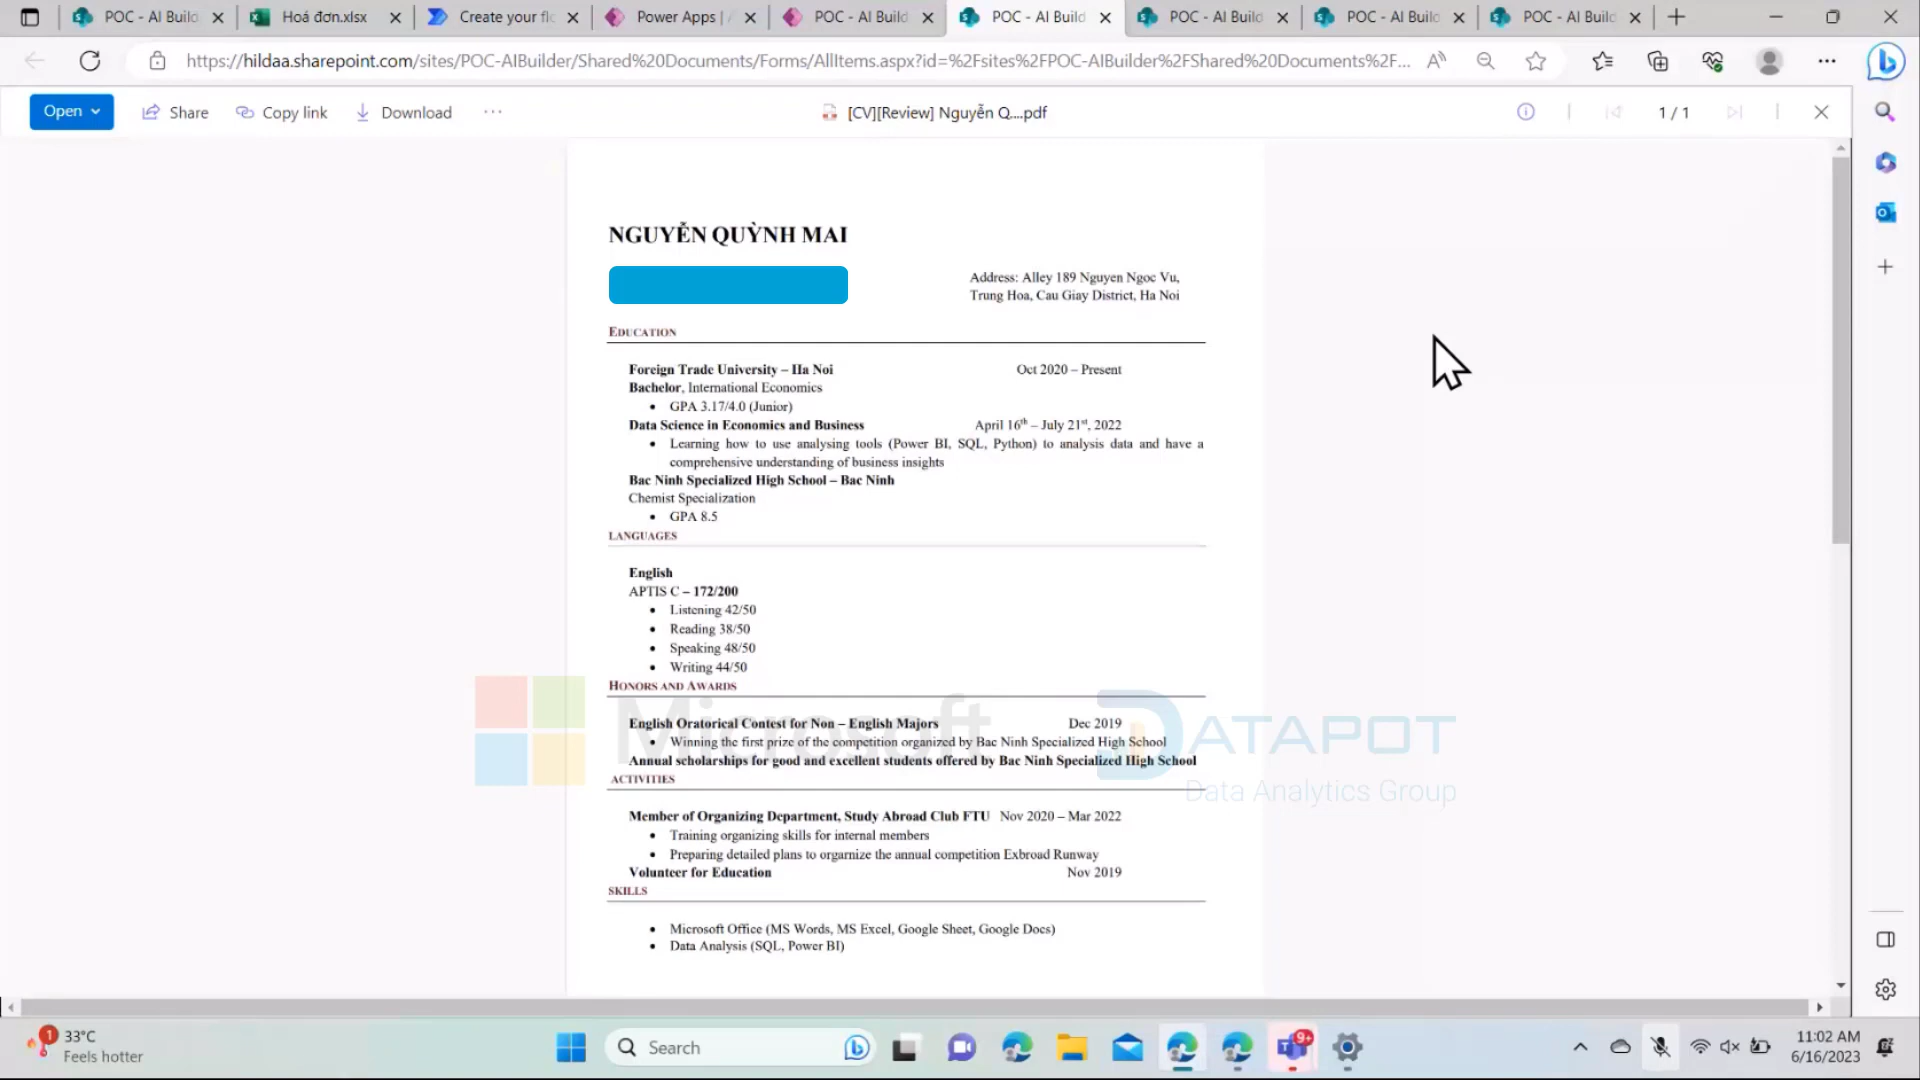 POC - AI Build
Hoá đơn.xlsx
Create your flo
Power Apps | A
POC - AI Build
POC - AI Build
POC - AI Build
POC - AI Build
POC - AI Build
https://hildaa.sharepoint.com/sites/POC-AIBuilder/Shared%20Documents/Forms/AllItems.aspx?id=%2Fsites%2FPOC-AIBuilder%2FShared%20Documents%2F...
Open
Share
Copy link
Download
[CV][Review] Nguyễn Q....pdf
1 / 1
NGUYỄN QUỲNH MAI
Address: Alley 189 Nguyen Ngoc Vu,
Trung Hoa, Cau Giay District, Ha Noi
EDUCATION
Foreign Trade University – Ha Noi Oct 2020 – Present
Bachelor, International Economics
• GPA 3.17/4.0 (Junior)
Data Science in Economics and Business April 16th – July 21st, 2022
• Learning how to use analysing tools (Power BI, SQL, Python) to analysis data and have a
comprehensive understanding of business insights
Bac Ninh Specialized High School – Bac Ninh
Chemist Specialization
• GPA 8.5
LANGUAGES
English
APTIS C – 172/200
• Listening 42/50
• Reading 38/50
• Speaking 48/50
• Writing 44/50
HONORS AND AWARDS
English Oratorical Contest for Non – English Majors Dec 2019
• Winning the first prize of the competition organized by Bac Ninh Specialized High School
Annual scholarships for good and excellent students offered by Bac Ninh Specialized High School
ACTIVITIES
Member of Organizing Department, Study Abroad Club FTU Nov 2020 – Mar 2022
• Training organizing skills for internal members
• Preparing detailed plans to orgarnize the annual competition Exbroad Runway
Volunteer for Education Nov 2019
SKILLS
• Microsoft Office (MS Words, MS Excel, Google Sheet, Google Docs)
• Data Analysis (SQL, Power BI)
Microsoft
DATAPOT
Data Analytics Group
1
33°C
Feels hotter
Search
9+
11:02 AM
6/16/2023